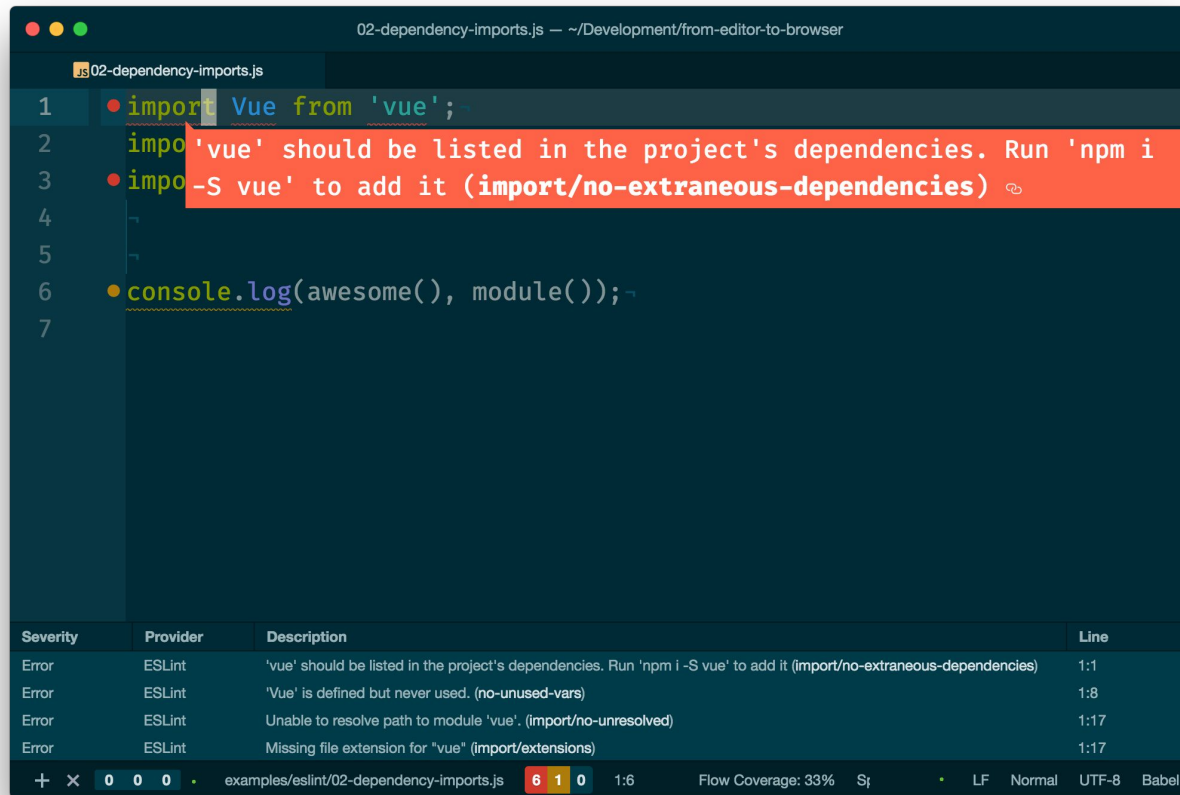 02-dependency-imports.js — ~/Development/from-editor-to-browser
JS 02-dependency-imports.js
1 import Vue from 'vue';¬
2 impo
'vue' should be listed in the project's dependencies. Run 'npm i
3 impo
-S vue' to add it (import/no-extraneous-dependencies)
4 ¬
5 ¬
6 console.log(awesome(), module());¬
7
Severity Provider Description Line
Error ESLint 'vue' should be listed in the project's dependencies. Run 'npm i -S vue' to add it (import/no-extraneous-dependencies) 1:1
Error ESLint 'Vue' is defined but never used. (no-unused-vars) 1:8
Error ESLint Unable to resolve path to module 'vue'. (import/no-unresolved) 1:17
Error ESLint Missing file extension for "vue" (import/extensions) 1:17
+ × 0 0 0 examples/eslint/02-dependency-imports.js 6 1 0 1:6 Flow Coverage: 33% LF Normal UTF-8 Babel